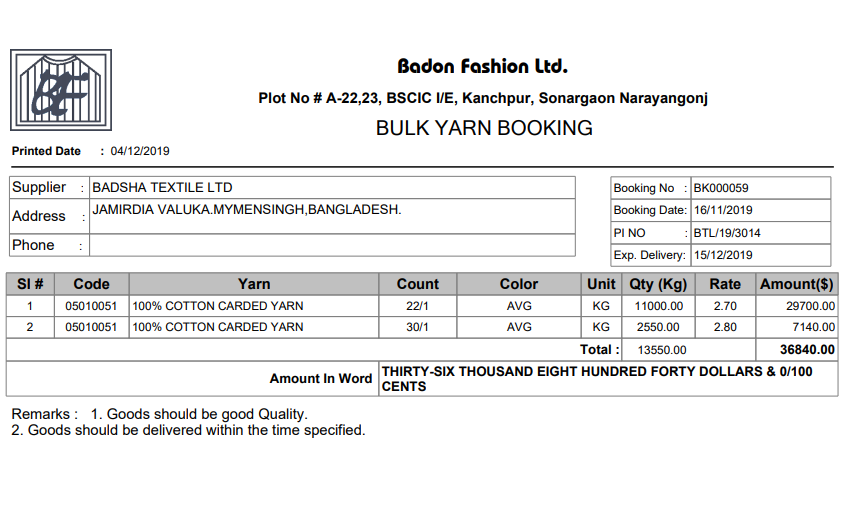 BF
Badon Fashion Ltd.
Plot No # A-22,23, BSCIC I/E, Kanchpur, Sonargaon Narayangonj
BULK YARN BOOKING
Printed Date : 04/12/2019
Supplier : BADSHA TEXTILE LTD
Address : JAMIRDIA VALUKA.MYMENSINGH,BANGLADESH.
Phone :
Booking No : BK000059
Booking Date: 16/11/2019
PI NO : BTL/19/3014
Exp. Delivery: 15/12/2019
Sl # Code Yarn Count Color Unit Qty (Kg) Rate Amount($)
1 05010051 100% COTTON CARDED YARN 22/1 AVG KG 11000.00 2.70 29700.00
2 05010051 100% COTTON CARDED YARN 30/1 AVG KG 2550.00 2.80 7140.00
Total : 13550.00 36840.00
Amount In Word THIRTY-SIX THOUSAND EIGHT HUNDRED FORTY DOLLARS & 0/100
CENTS
Remarks : 1. Goods should be good Quality.
2. Goods should be delivered within the time specified.